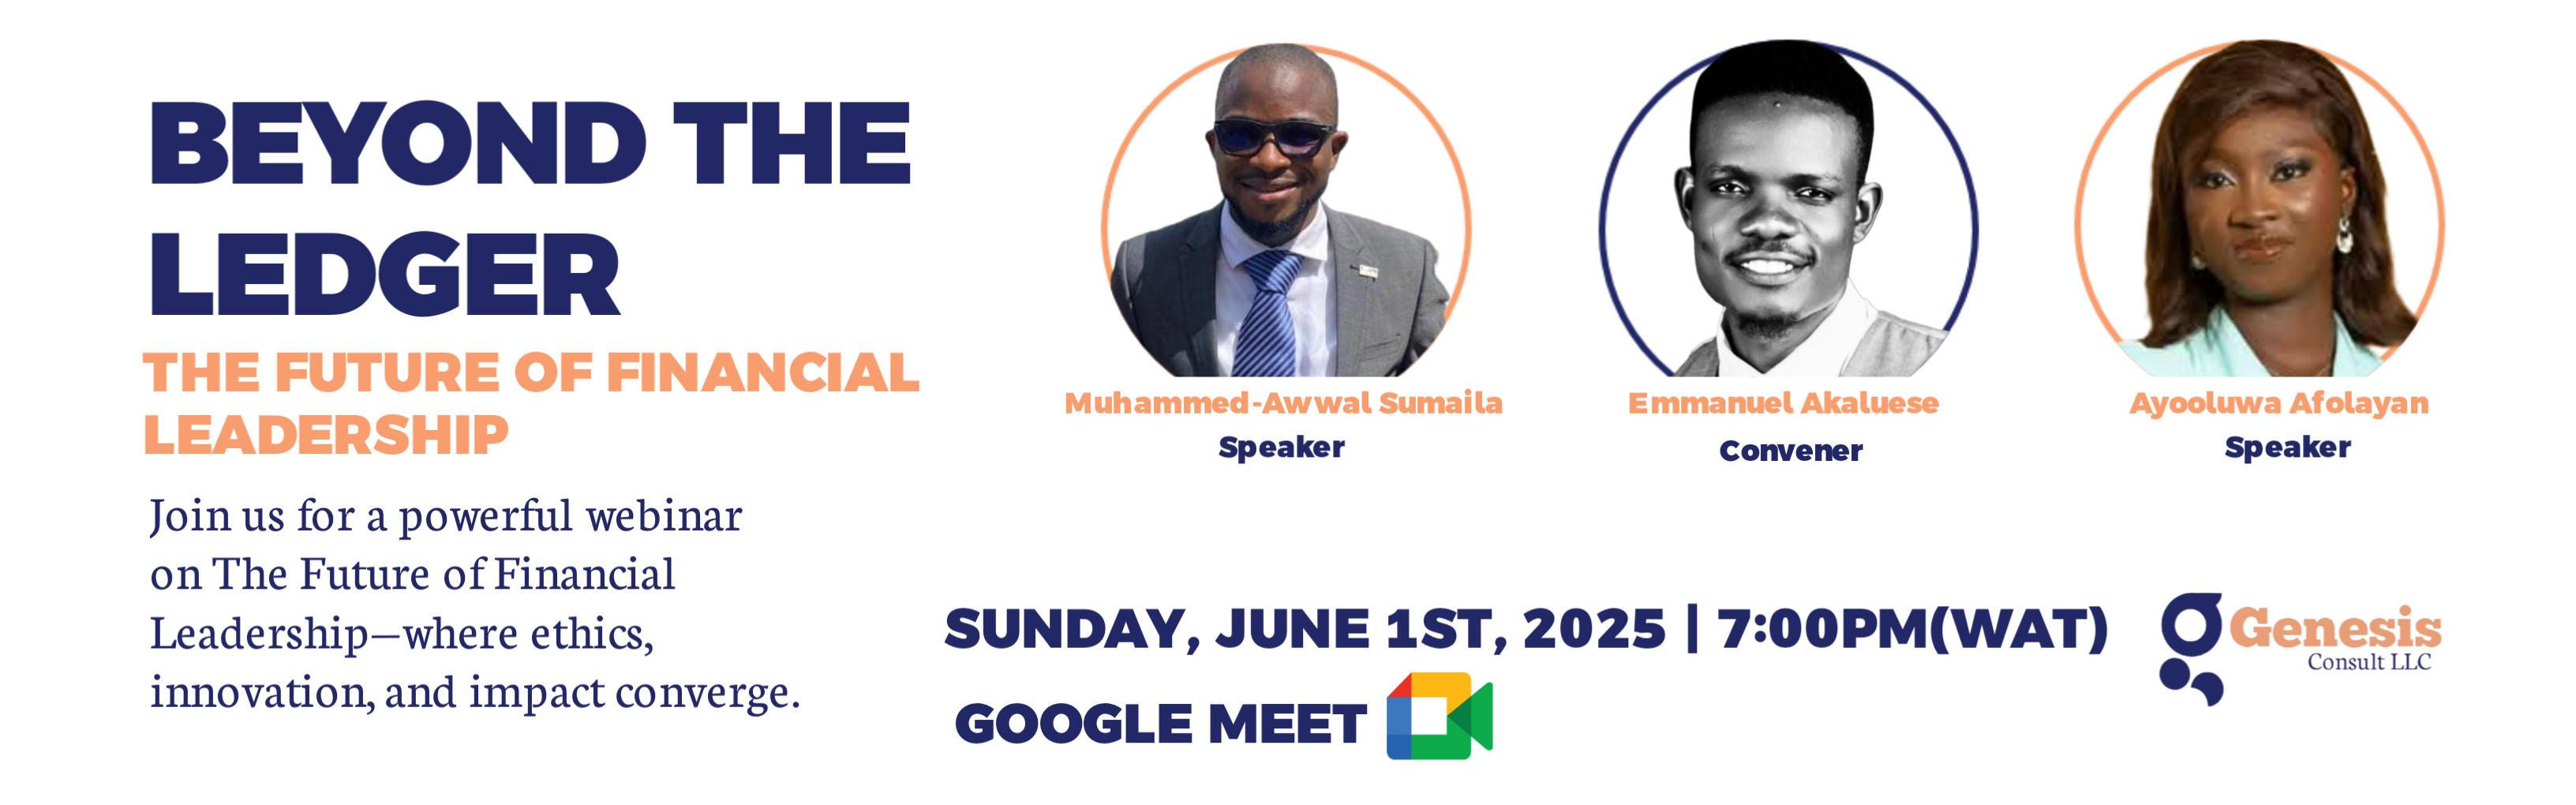 BEYOND THE
LEDGER
THE FUTURE OF FINANCIAL
LEADERSHIP
Join us for a powerful webinar
on The Future of Financial
Leadership—where ethics,
innovation, and impact converge.
Muhammed-Awwal Sumaila
Speaker
Emmanuel Akaluese
Convener
Ayooluwa Afolayan
Speaker
SUNDAY, JUNE 1ST, 2025 | 7:00PM(WAT)
GOOGLE MEET
Genesis
Consult LLC